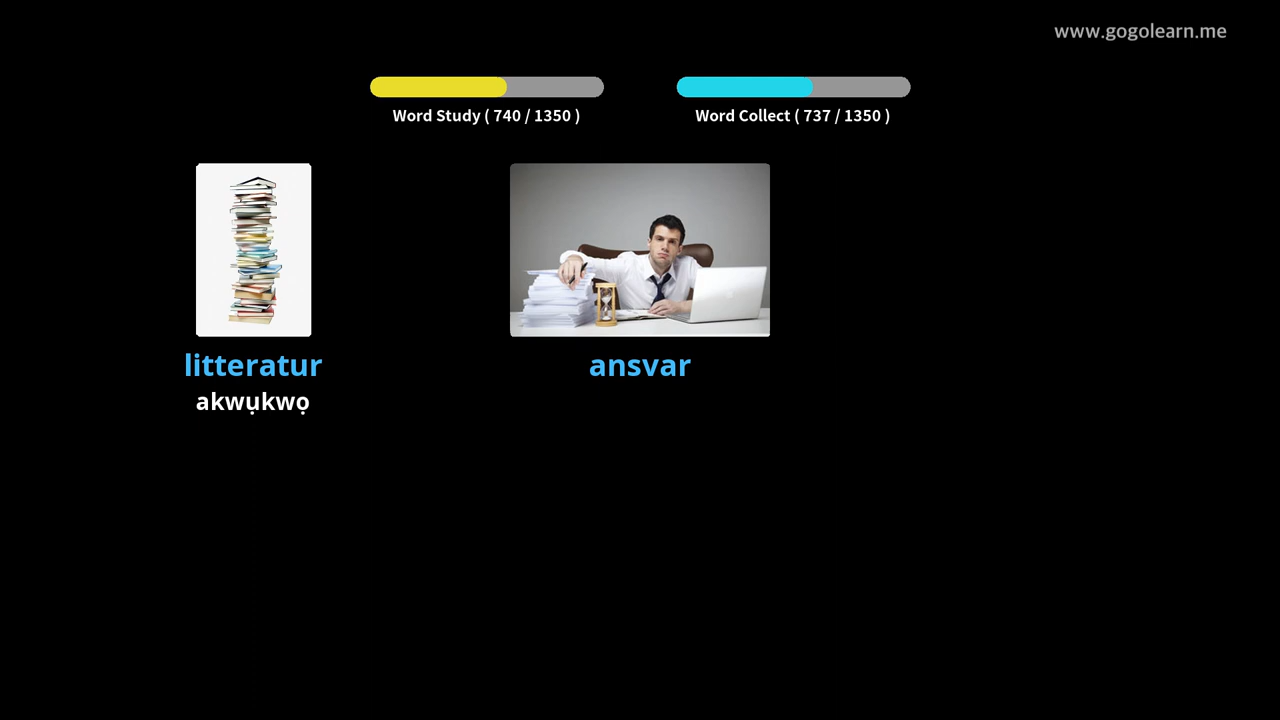 www.gogolearn.me
Word Study ( 740 / 1350 )
Word Collect ( 737 / 1350 )
litteratur
akwụkwọ
ansvar